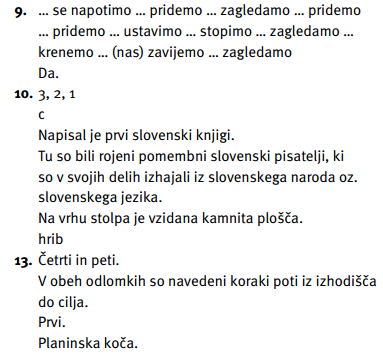 9. ... se napotimo ... pridemo ... zagledamo ... pridemo
... pridemo ... ustavimo ... stopimo ... zagledamo ...
krenemo ... (nas) zavijemo ... zagledamo
Da.
10. 3, 2, 1
c
Napisal je prvi slovenski knjigi.
Tu so bili rojeni pomembni slovenski pisatelji, ki
so v svojih delih izhajali iz slovenskega naroda oz.
slovenskega jezika.
Na vrhu stolpa je vzidana kamnita plošča.
hrib
13. Četrti in peti.
V obeh odlomkih so navedeni koraki poti iz izhodišča
do cilja.
Prvi.
Planinska koča.